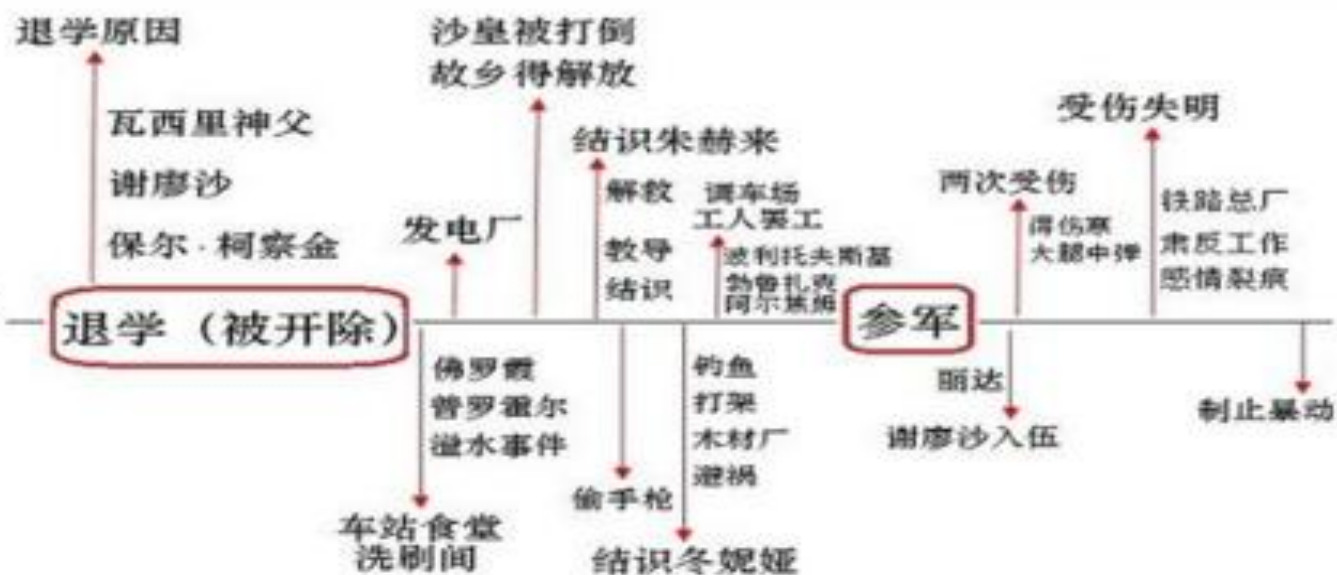 退学原因
瓦西里神父
谢廖沙
保尔·柯察金
退学（被开除）
佛罗霞
普罗霍尔
溢水事件
车站食堂
洗刷间
发电厂
沙皇被打倒
故乡得解放
结识朱赫来
解救
教导
结识
偷手枪
调车场
工人罢工
波利托夫斯基
勃鲁扎克
阿尔焦姆
钓鱼
打架
木材厂
避祸
结识冬妮娅
参军
两次受伤
得伤寒
大腿中弹
丽达
谢廖沙入伍
受伤失明
铁路总厂
肃反工作
感情裂痕
制止暴动